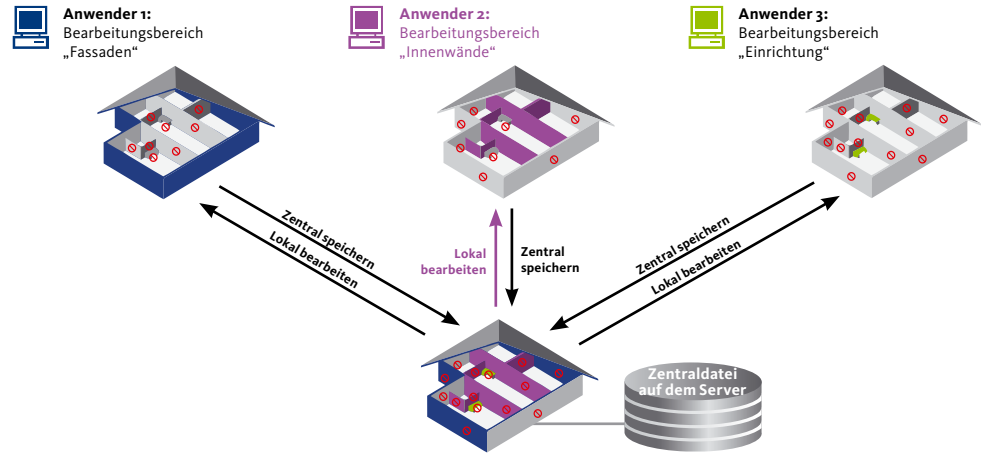 Anwender 1:
Bearbeitungsbereich
„Fassaden“
Anwender 2:
Bearbeitungsbereich
„Innenwände“
Anwender 3:
Bearbeitungsbereich
„Einrichtung“
Zentral speichern
Lokal bearbeiten
Lokal
bearbeiten
Zentral
speichern
Zentral speichern
Lokal bearbeiten
Zentraldatei
auf dem Server